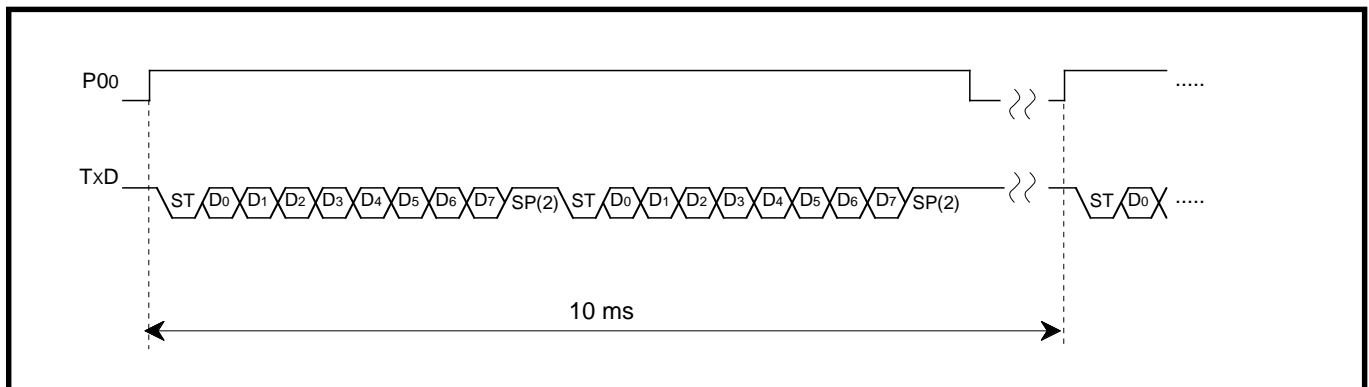 P00 .....
TxD ST D0 D1 D2 D3 D4 D5 D6 D7 SP(2) ST D0 D1 D2 D3 D4 D5 D6 D7 SP(2) ST D0 .....
10 ms